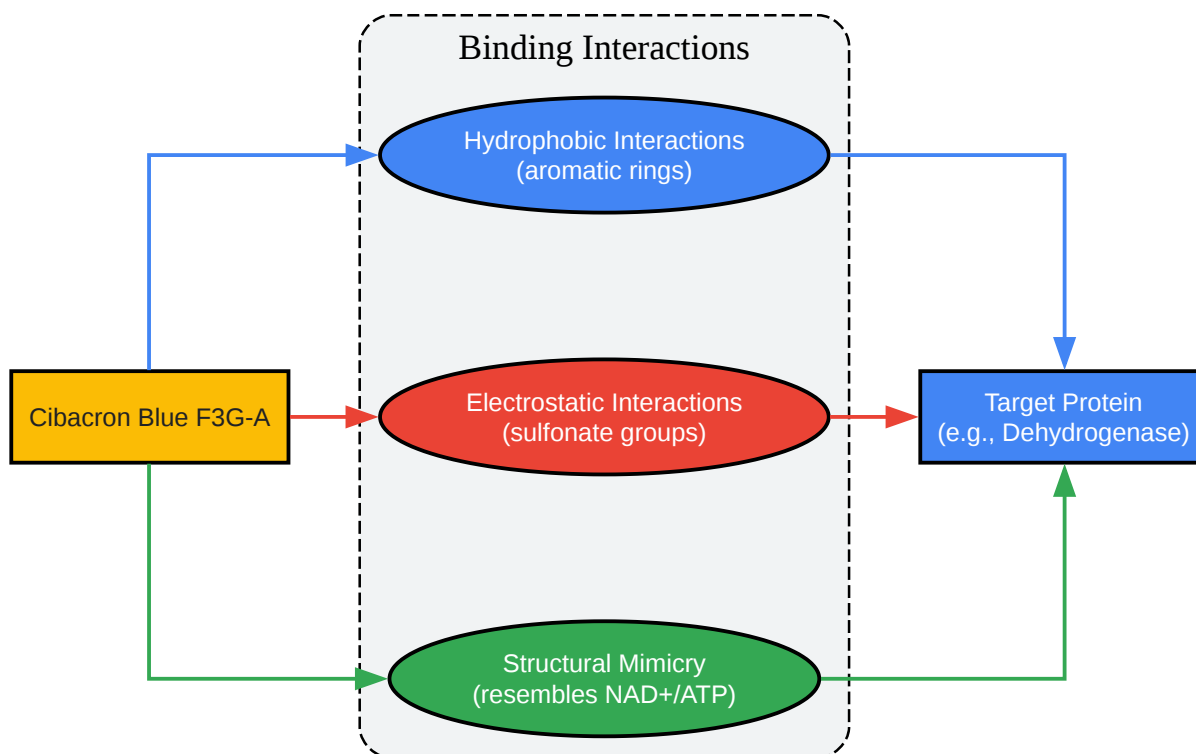 Binding Interactions
Hydrophobic Interactions
(aromatic rings)
Cibacron Blue F3G-A
Electrostatic Interactions
(sulfonate groups)
Target Protein
(e.g., Dehydrogenase)
Structural Mimicry
(resembles NAD+/ATP)